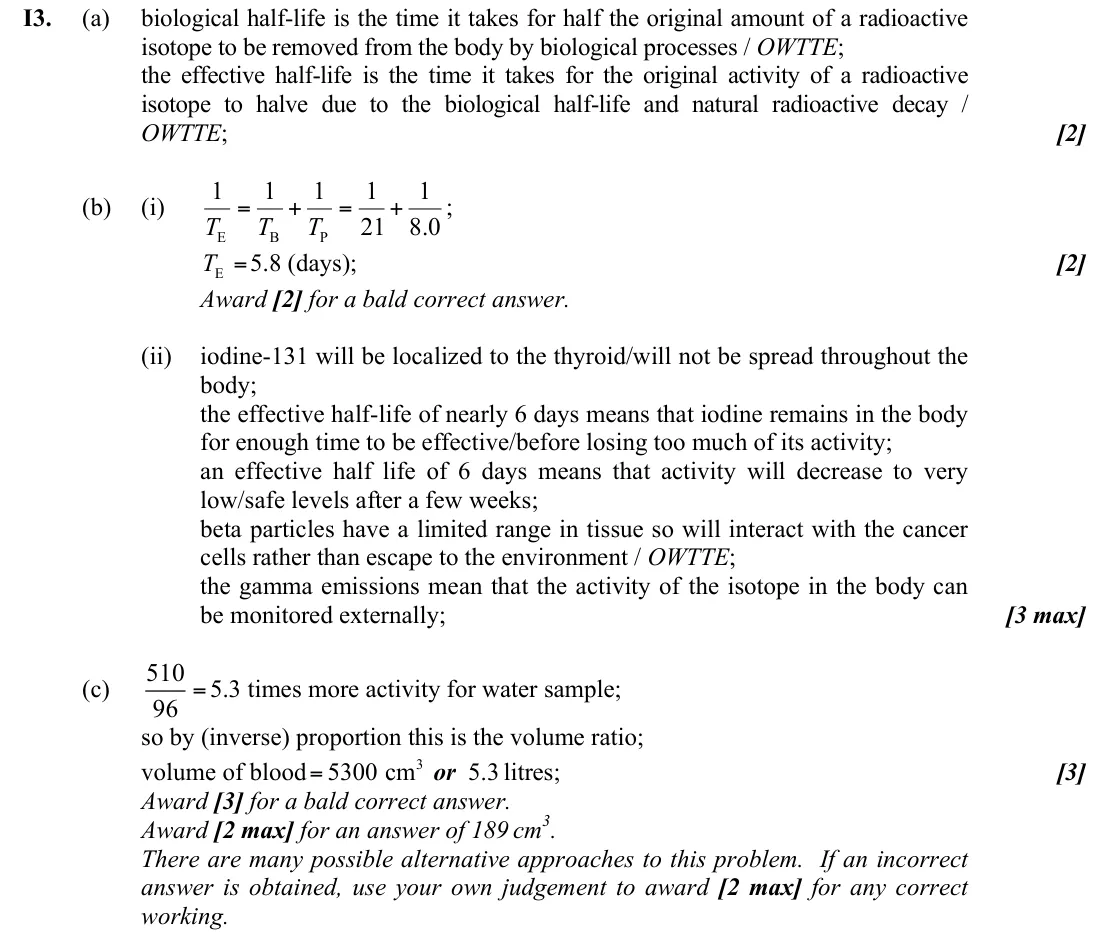 I3. (a) biological half-life is the time it takes for half the original amount of a radioactive
isotope to be removed from the body by biological processes / OWTTE;
the effective half-life is the time it takes for the original activity of a radioactive
isotope to halve due to the biological half-life and natural radioactive decay /
OWTTE; [2]
(b) (i) 1/T_E = 1/T_B + 1/T_P = 1/21 + 1/8.0;
T_E = 5.8 (days); [2]
Award [2] for a bald correct answer.
(ii) iodine-131 will be localized to the thyroid/will not be spread throughout the
body;
the effective half-life of nearly 6 days means that iodine remains in the body
for enough time to be effective/before losing too much of its activity;
an effective half life of 6 days means that activity will decrease to very
low/safe levels after a few weeks;
beta particles have a limited range in tissue so will interact with the cancer
cells rather than escape to the environment / OWTTE;
the gamma emissions mean that the activity of the isotope in the body can
be monitored externally; [3 max]
(c) 510/96 = 5.3 times more activity for water sample;
so by (inverse) proportion this is the volume ratio;
volume of blood = 5300 cm³ or 5.3 litres; [3]
Award [3] for a bald correct answer.
Award [2 max] for an answer of 189 cm³.
There are many possible alternative approaches to this problem. If an incorrect
answer is obtained, use your own judgement to award [2 max] for any correct
working.